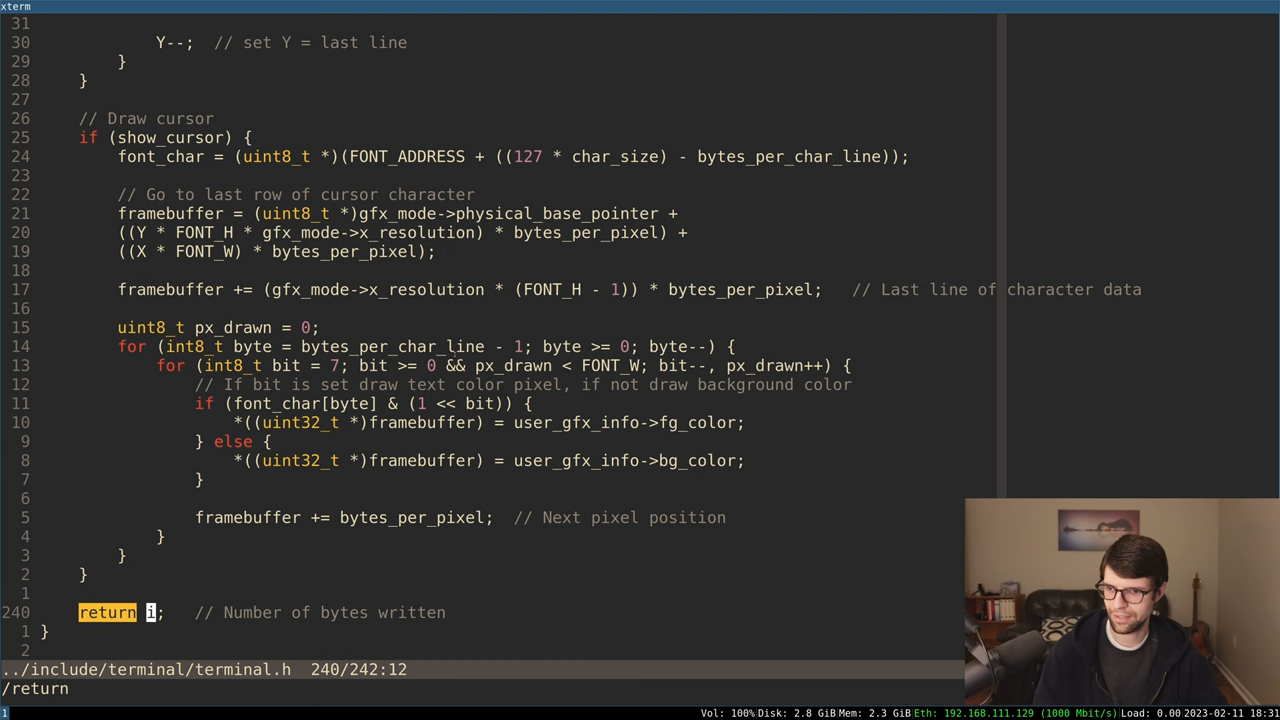 xterm
31
30             Y--;  // set Y = last line
29         }
28     }
27
26     // Draw cursor
25     if (show_cursor) {
24         font_char = (uint8_t *)(FONT_ADDRESS + ((127 * char_size) - bytes_per_char_line));
23
22         // Go to last row of cursor character
21         framebuffer = (uint8_t *)gfx_mode->physical_base_pointer +
20         ((Y * FONT_H * gfx_mode->x_resolution) * bytes_per_pixel) +
19         ((X * FONT_W) * bytes_per_pixel);
18
17         framebuffer += (gfx_mode->x_resolution * (FONT_H - 1)) * bytes_per_pixel;   // Last line of character data
16
15         uint8_t px_drawn = 0;
14         for (int8_t byte = bytes_per_char_line - 1; byte >= 0; byte--) {
13             for (int8_t bit = 7; bit >= 0 && px_drawn < FONT_W; bit--, px_drawn++) {
12                 // If bit is set draw text color pixel, if not draw background color
11                 if (font_char[byte] & (1 << bit)) {
10                     *((uint32_t *)framebuffer) = user_gfx_info->fg_color;
9                 } else {
8                     *((uint32_t *)framebuffer) = user_gfx_info->bg_color;
7                 }
6
5                 framebuffer += bytes_per_pixel;  // Next pixel position
4             }
3         }
2     }
1
240     return i;   // Number of bytes written
1 }
2
../include/terminal/terminal.h  240/242:12
/return
1 Vol: 100% Disk: 2.8 GiB Mem: 2.3 GiB Eth: 192.168.111.129 (1000 Mbit/s) Load: 0.00 2023-02-11 18:31